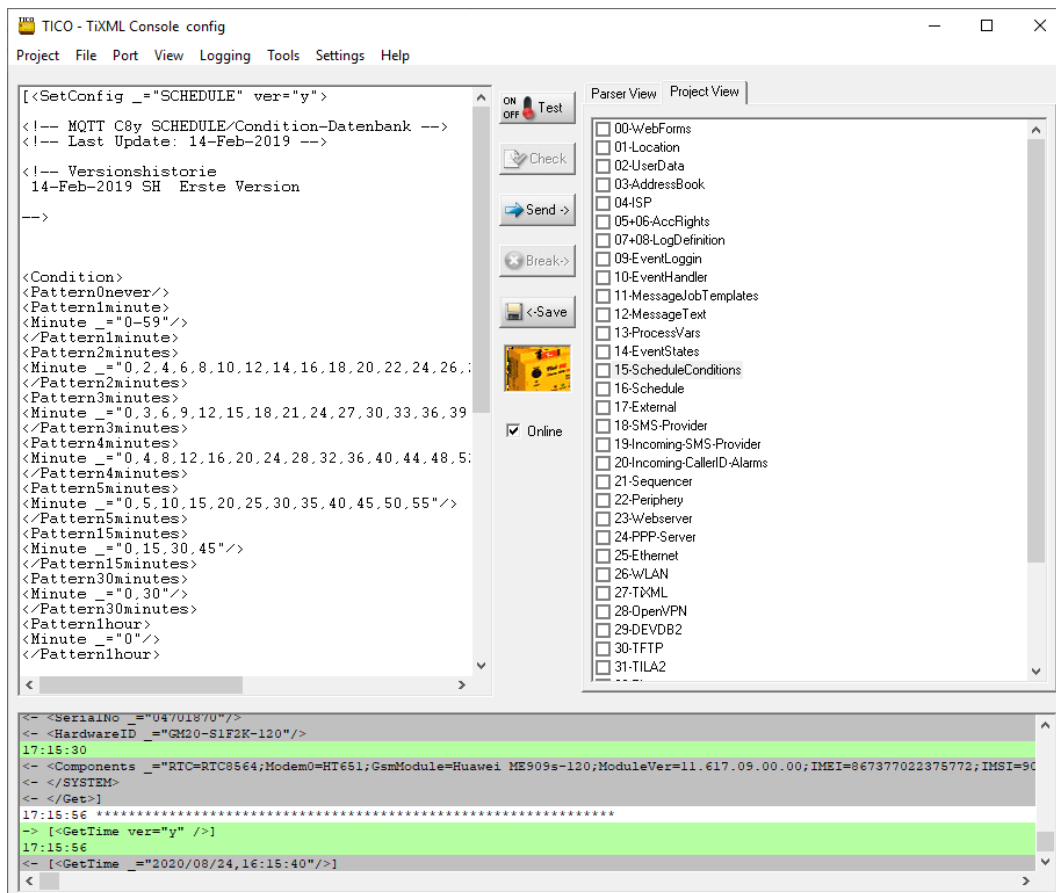 TICO - TiXML Console config
Project File Port View Logging Tools Settings Help
[<SetConfig _="SCHEDULE" ver="y">
<!-- MQTT C8y SCHEDULE/Condition-Datenbank -->
<!-- Last Update: 14-Feb-2019 -->
<!-- Versionshistorie
14-Feb-2019 SH Erste Version
-->
<Condition>
<Pattern0never/>
<Pattern1minute>
<Minute _="0-59"/>
</Pattern1minute>
<Pattern2minutes>
<Minute _="0,2,4,6,8,10,12,14,16,18,20,22,24,26,
</Pattern2minutes>
<Pattern3minutes>
<Minute _="0,3,6,9,12,15,18,21,24,27,30,33,36,39
</Pattern3minutes>
<Pattern4minutes>
<Minute _="0,4,8,12,16,20,24,28,32,36,40,44,48,5
</Pattern4minutes>
<Pattern5minutes>
<Minute _="0,5,10,15,20,25,30,35,40,45,50,55"/>
</Pattern5minutes>
<Pattern15minutes>
<Minute _="0,15,30,45"/>
</Pattern15minutes>
<Pattern30minutes>
<Minute _="0,30"/>
</Pattern30minutes>
<Pattern1hour>
<Minute _="0"/>
</Pattern1hour>
ON
OFF
Test
Check
Send ->
Break->
<-Save
Online
Parser View Project View
00-WebForms
01-Location
02-UserData
03-AddressBook
04-ISP
05+06-AccRights
07+08-LogDefinition
09-EventLoggin
10-EventHandler
11-MessageJobTemplates
12-MessageText
13-ProcessVars
14-EventStates
15-ScheduleConditions
16-Schedule
17-External
18-SMS-Provider
19-Incoming-SMS-Provider
20-Incoming-CallerID-Alarms
21-Sequencer
22-Periphery
23-Webserver
24-PPP-Server
25-Ethernet
26-WLAN
27-TiXML
28-OpenVPN
29-DEVDB2
30-TFTP
31-TILA2
<- <SerialNo _="04701870"/>
<- <HardwareID _="GM20-S1F2K-120"/>
17:15:30
<- <Components _="RTC=RTC8564;Modem0=HT651;GsmModule=Huawei ME909s-120;ModuleVer=11.617.09.00.00;IMEI=867377022375772;IMSI=90
<- </SYSTEM>
<- </Get>]
17:15:56 ****************************************************************
-> [<GetTime ver="y" />]
17:15:56
<- [<GetTime _="2020/08/24,16:15:40"/>]